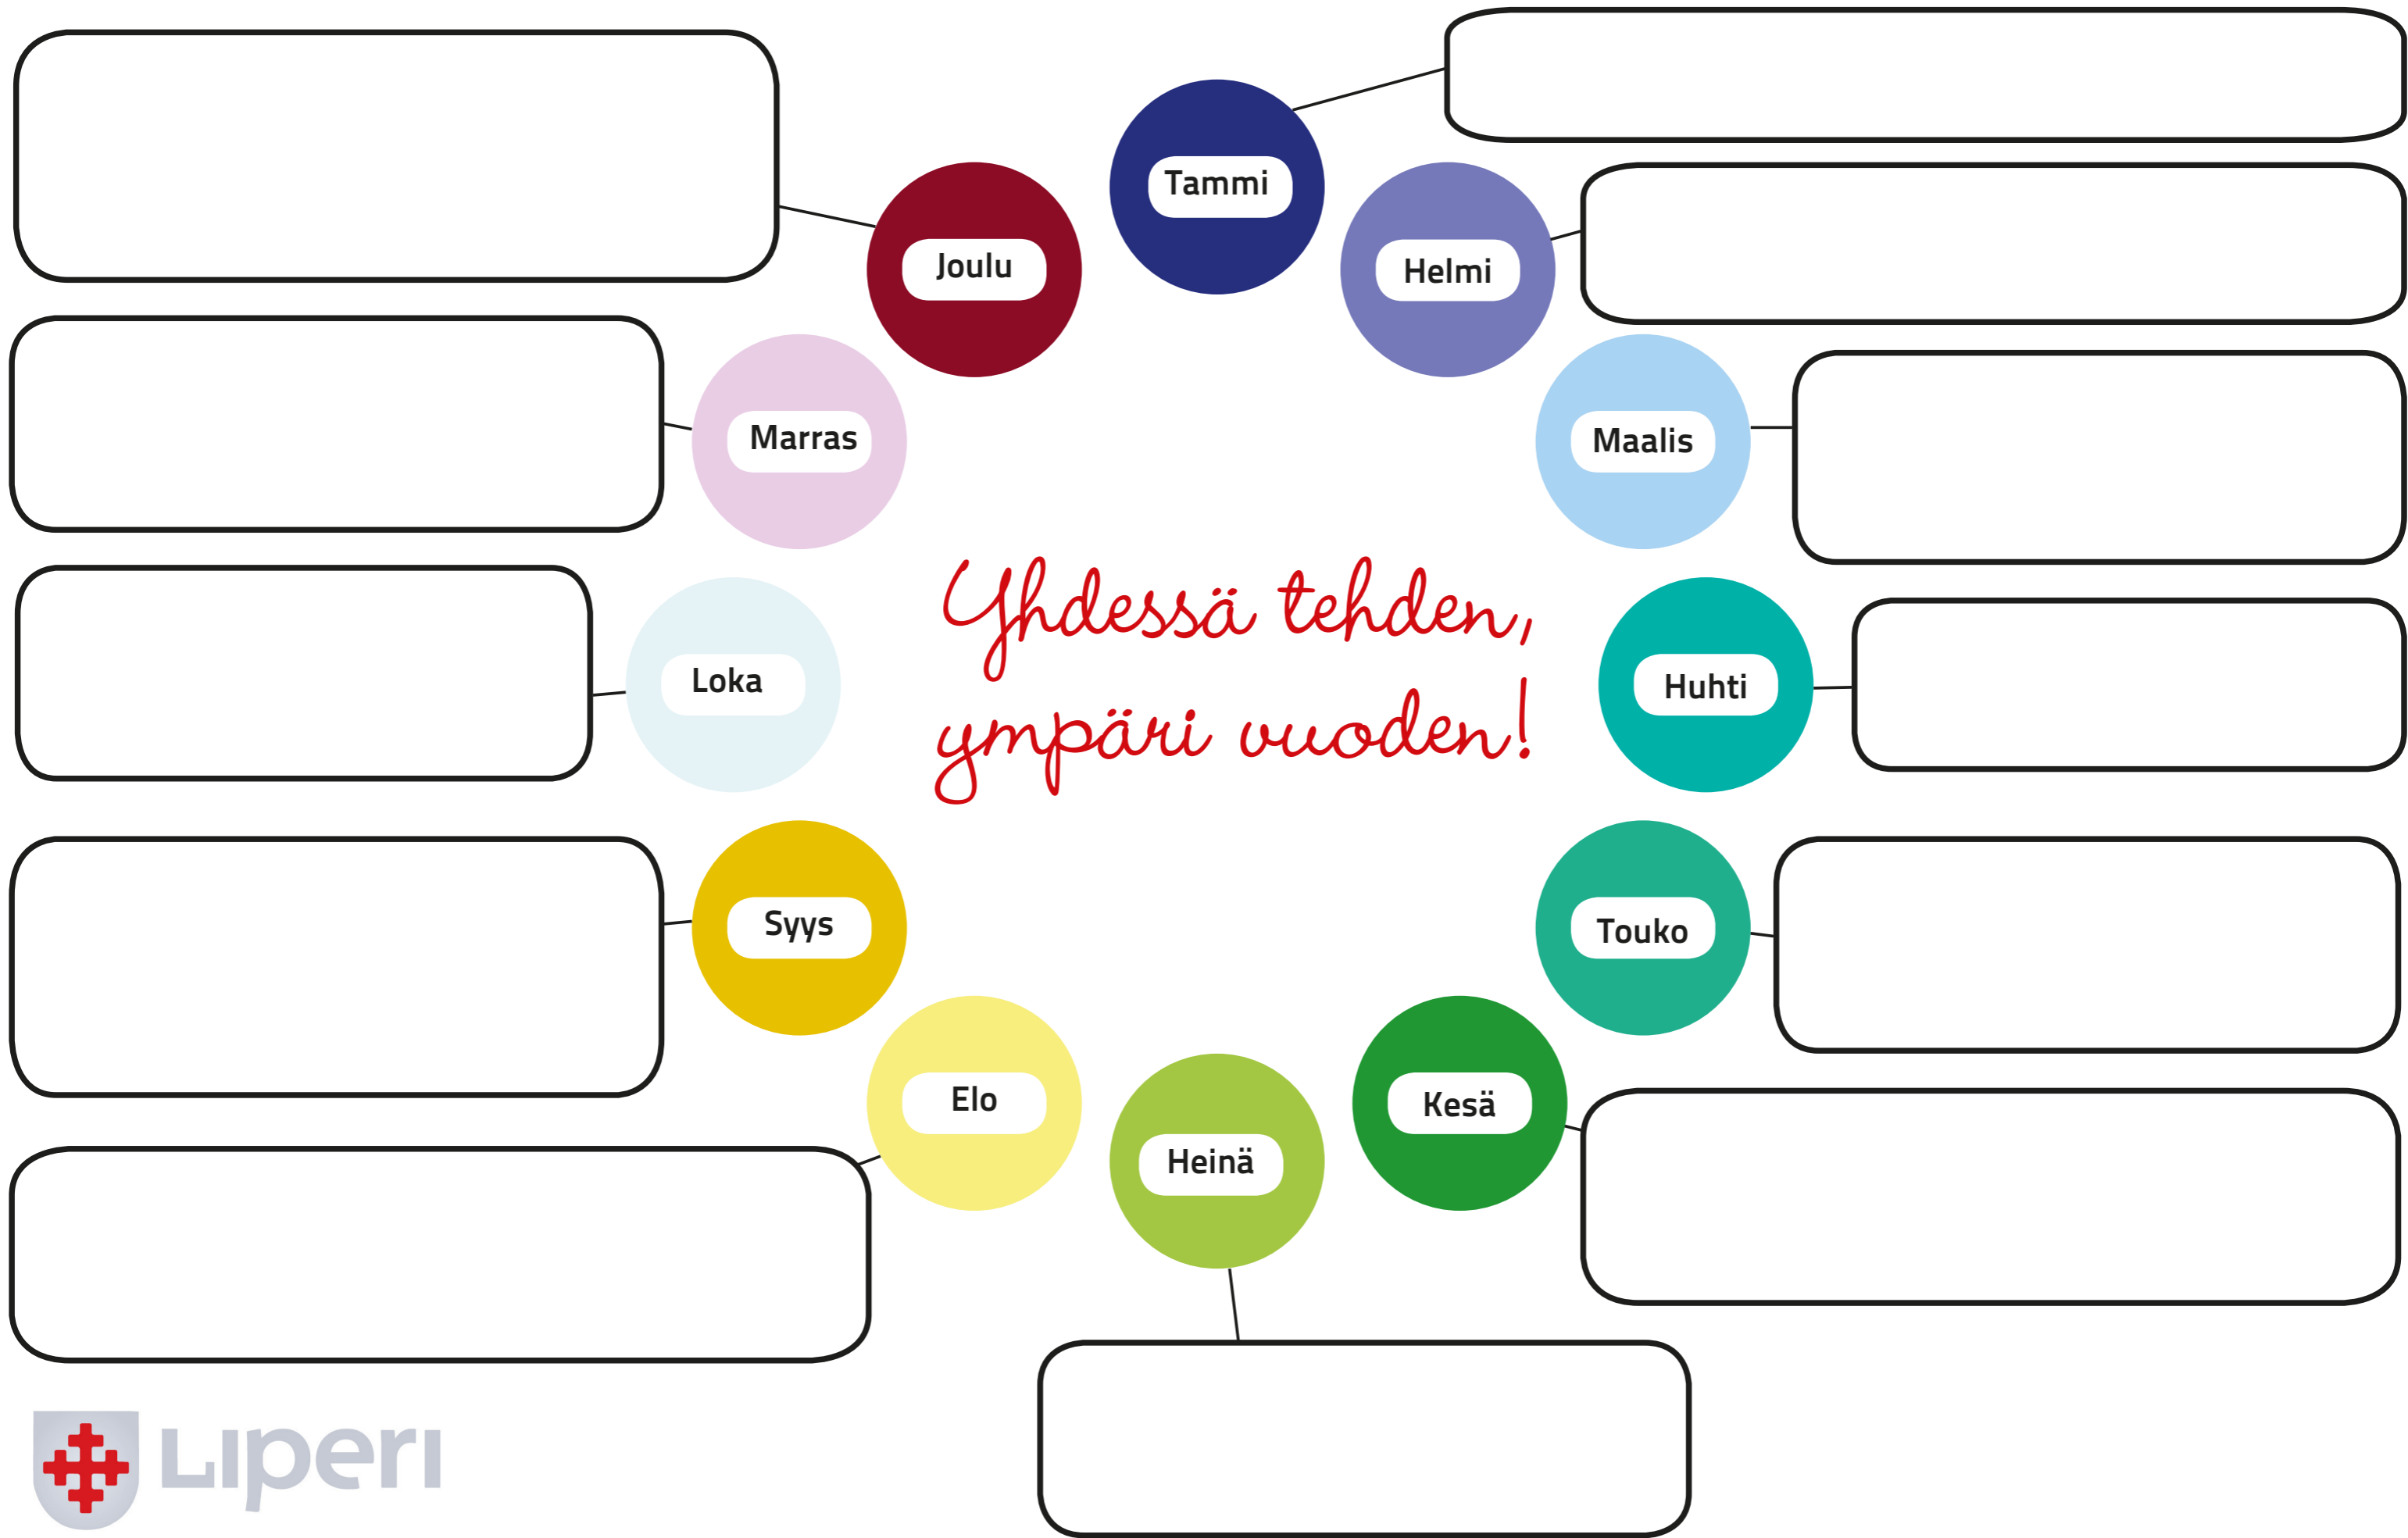 Tammi
Helmi
Maalis
Huhti
Touko
Kesä
Heinä
Elo
Syys
Loka
Marras
Joulu
Yhdessä tehden,
ympäri vuoden!
Liperi